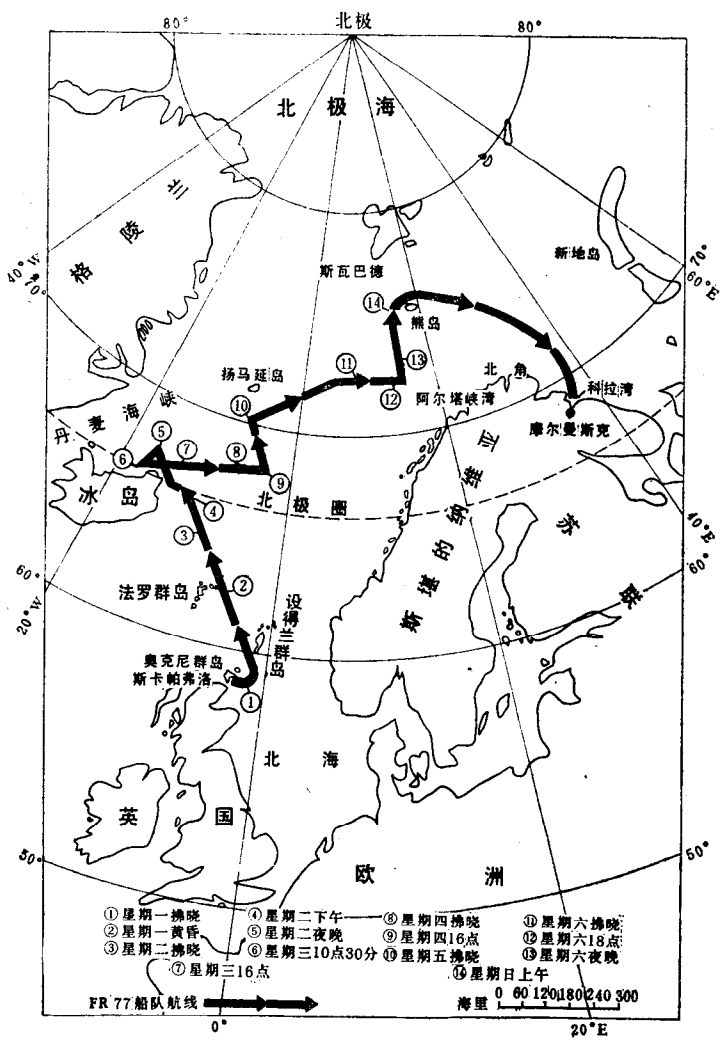 北极
80°
80°
北极海
格陵兰
40°W
70°
70°
60°E
新地岛
斯瓦巴德
⑭
熊岛
⑬
⑪
⑫
扬马延岛
⑩
北角
阿尔塔峡湾
科拉湾
摩尔曼斯克
丹麦海峡
⑤
⑥
⑦
⑧
⑨
冰岛
北极圈
④
③
斯堪的纳维亚
苏联
40°E
60°
60°
20°W
法罗群岛
②
设得兰群岛
奥克尼群岛
斯卡帕弗洛
①
北海
英国
50°
50°
欧洲
①星期一拂晓
②星期一黄昏
③星期二拂晓
④星期二下午
⑤星期二夜晚
⑥星期三10点30分
⑦星期三16点
⑧星期四拂晓
⑨星期四16点
⑩星期五拂晓
⑪星期六拂晓
⑫星期六18点
⑬星期六夜晚
⑭星期日上午
FR 77船队航线
海里 0 60 120 180 240 300
0°
20°E